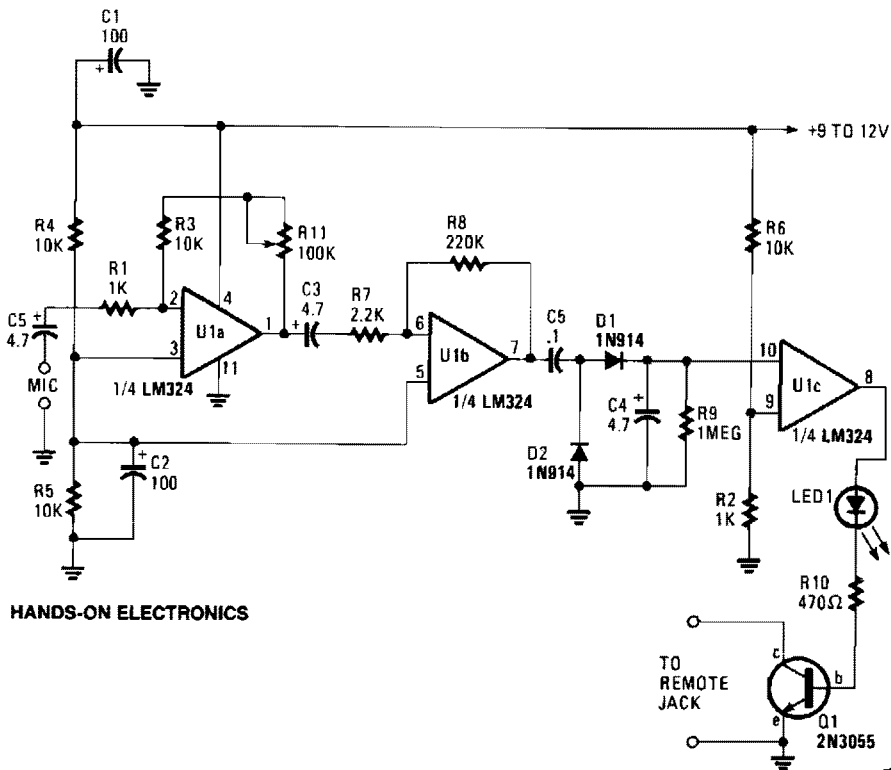 C1
100
+
+9 TO 12V
R4
10K
R3
10K
R11
100K
R8
220K
R6
10K
R1
1K
C5
4.7
+
2
3
4
11
1
U1a
1/4 LM324
MIC
C3
4.7
+
R7
2.2K
6
5
7
U1b
1/4 LM324
C5
.1
D1
1N914
10
9
8
U1c
1/4 LM324
C4
4.7
+
R9
1MEG
D2
1N914
R5
10K
+
C2
100
R2
1K
LED1
HANDS-ON ELECTRONICS
R10
470Ω
TO
REMOTE
JACK
c
b
e
Q1
2N3055